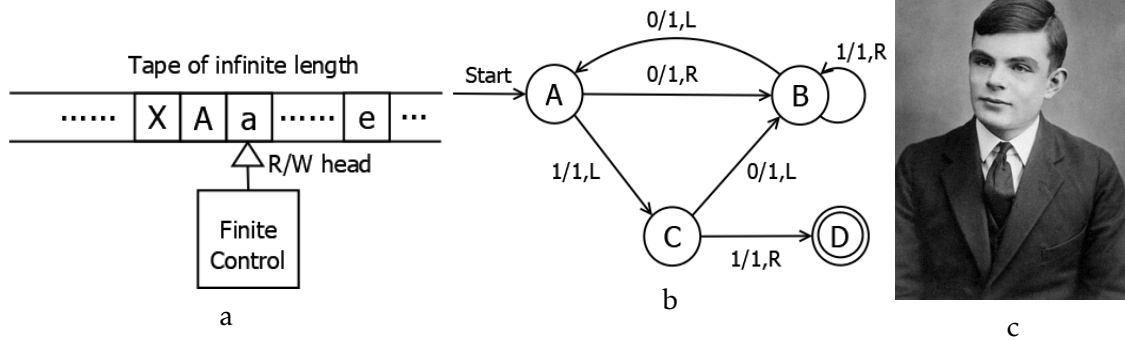 Tape of infinite length
...... X A a ...... e ...
R/W head
Finite
Control
a
Start
A
B
C
D
0/1,L
0/1,R
1/1,R
1/1,L
0/1,L
1/1,R
b
c